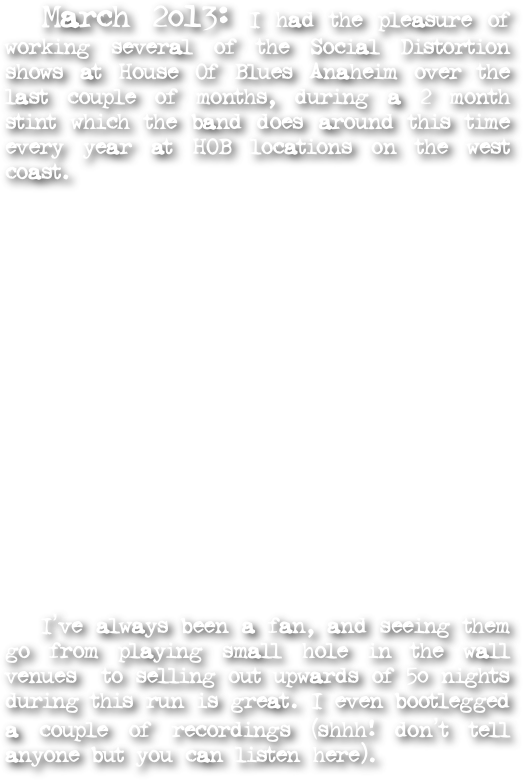 March 2013: I had the pleasure of
working several of the Social Distortion
shows at House Of Blues Anaheim over the
last couple of months, during a 2 month
stint which the band does around this time
every year at HOB locations on the west
coast.
I've always been a fan, and seeing them
go from playing small hole in the wall
venues to selling out upwards of 50 nights
during this run is great. I even bootlegged
a couple of recordings (shhh! don't tell
anyone but you can listen here).